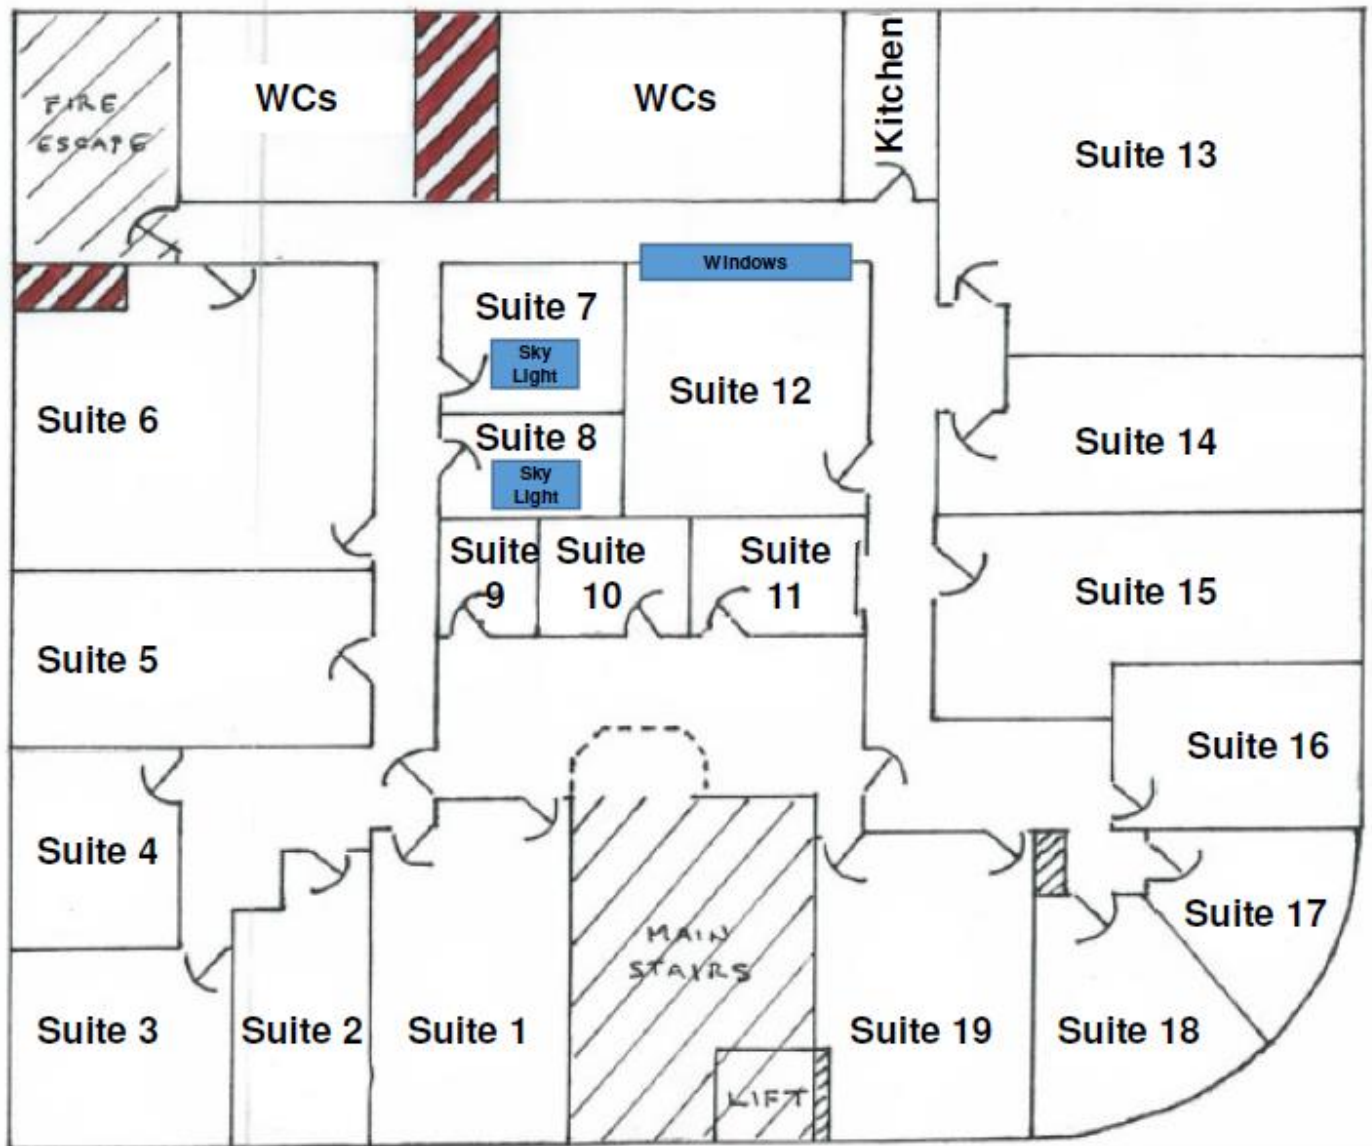 FIRE
ESCAPE
WCs
WCs
Kitchen
Suite 13
Windows
Suite 7
Sky
Light
Suite 12
Suite 6
Suite 8
Sky
Light
Suite 14
Suite
9
Suite
10
Suite
11
Suite 15
Suite 5
Suite 16
Suite 4
Suite 17
MAIN
STAIRS
Suite 3
Suite 2
Suite 1
Suite 19
Suite 18
LIFT